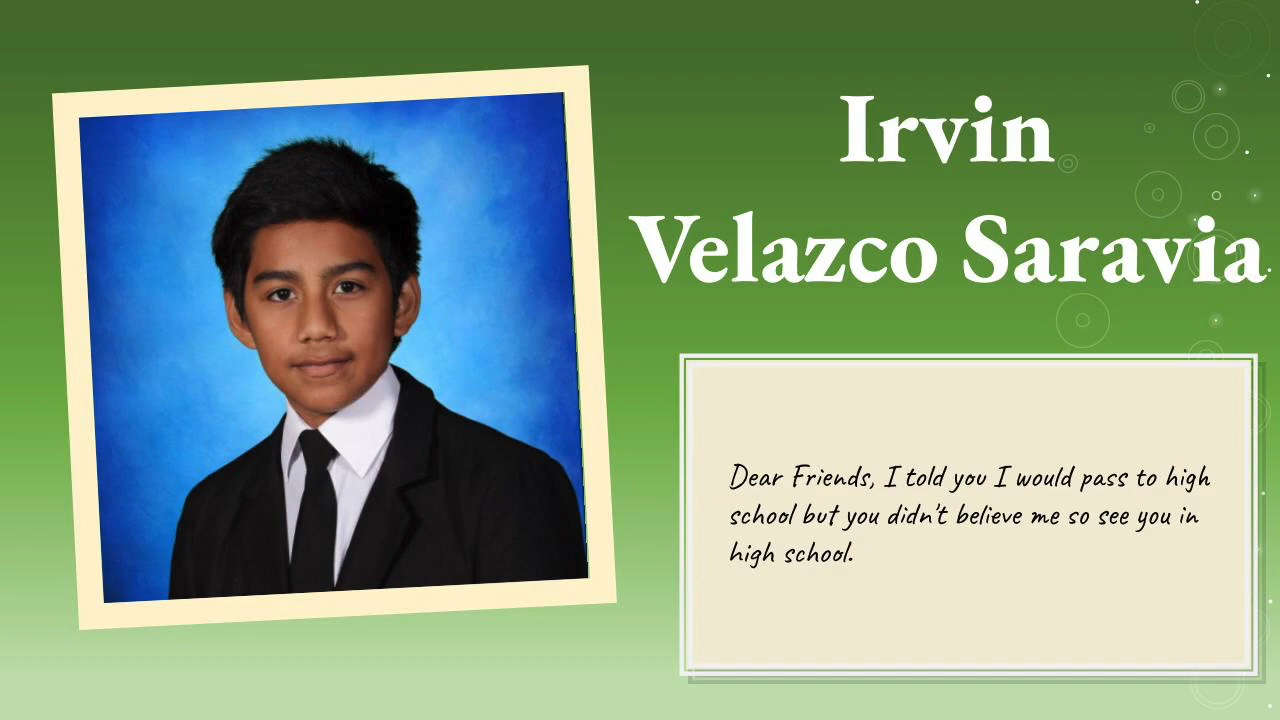 Irvin
Velazco Saravia
Dear Friends, I told you I would pass to high
school but you didn't believe me so see you in
high school.